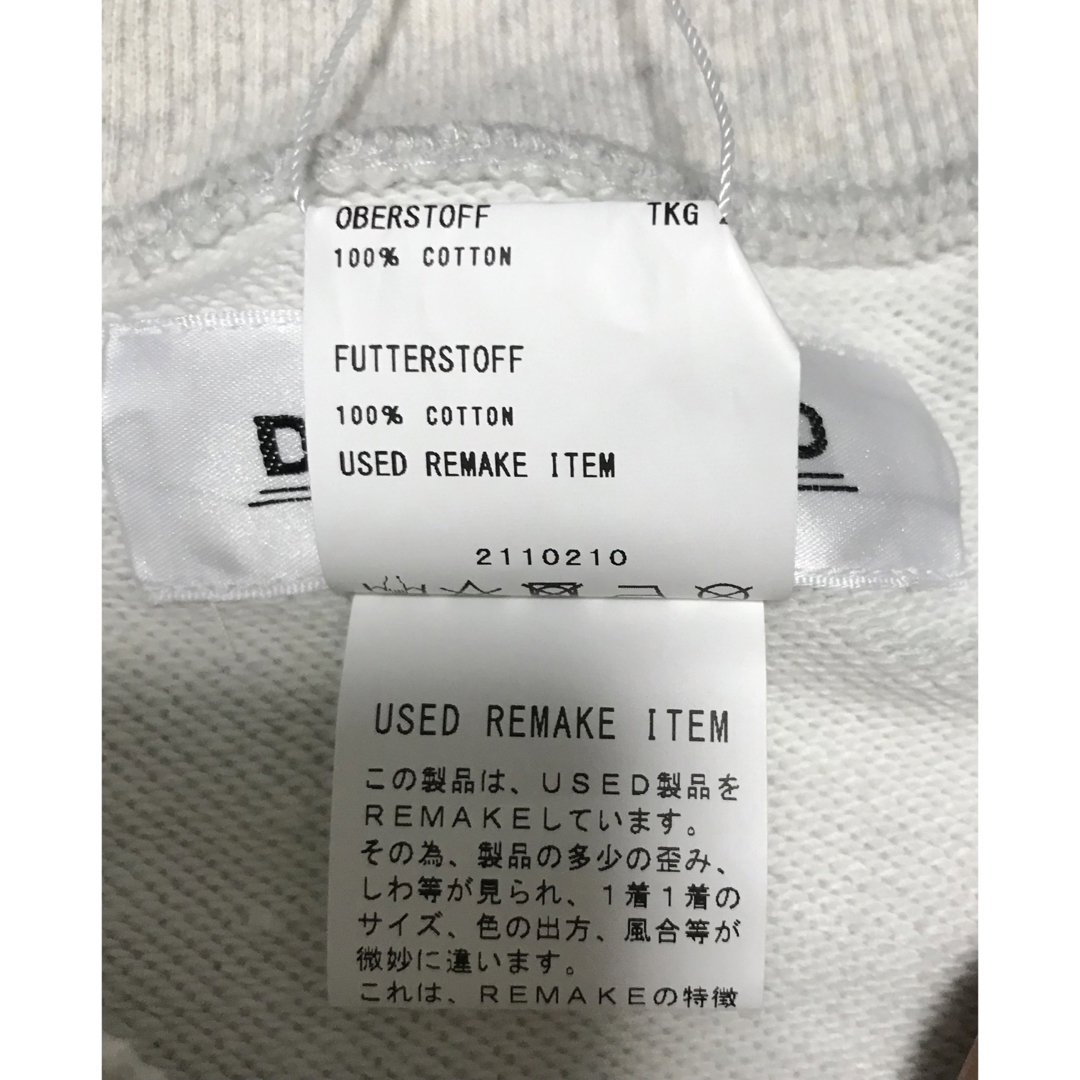 OBERSTOFF TKG
100% COTTON
FUTTERSTOFF
100% COTTON
USED REMAKE ITEM
2110210
USED REMAKE ITEM
この製品は、USED製品を
REMAKEしています。
その為、製品の多少の歪み、
しわ等が見られ、1着1着の
サイズ、色の出方、風合等が
微妙に違います。
これは、REMAKEの特徴